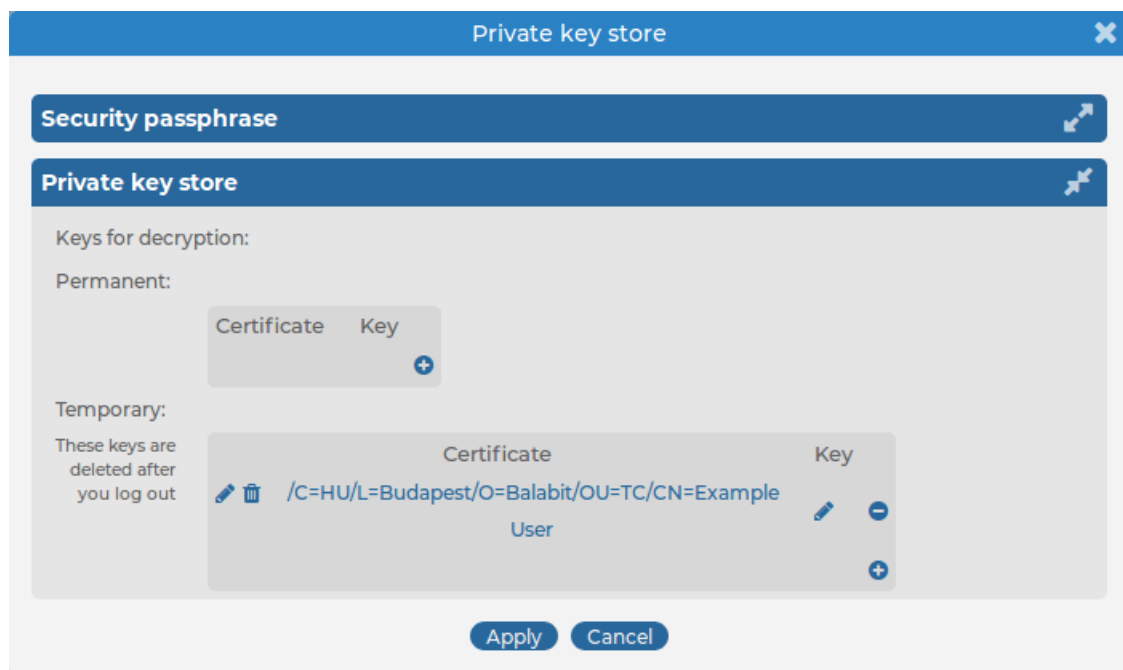 Private key store
Security passphrase
Private key store
Keys for decryption:
Permanent:
Certificate Key
Temporary:
These keys are
deleted after
you log out
Certificate Key
/C=HU/L=Budapest/O=Balabit/OU=TC/CN=Example
User
Apply Cancel